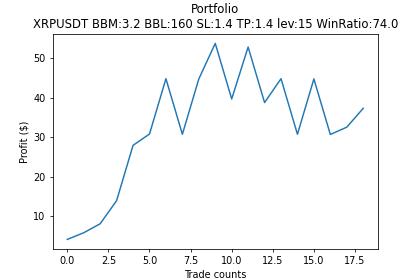 Portfolio
XRPUSDT BBM:3.2 BBL:160 SL:1.4 TP:1.4 lev:15 WinRatio:74.0
Profit ($)
50
40
30
20
10
0.0 2.5 5.0 7.5 10.0 12.5 15.0 17.5
Trade counts